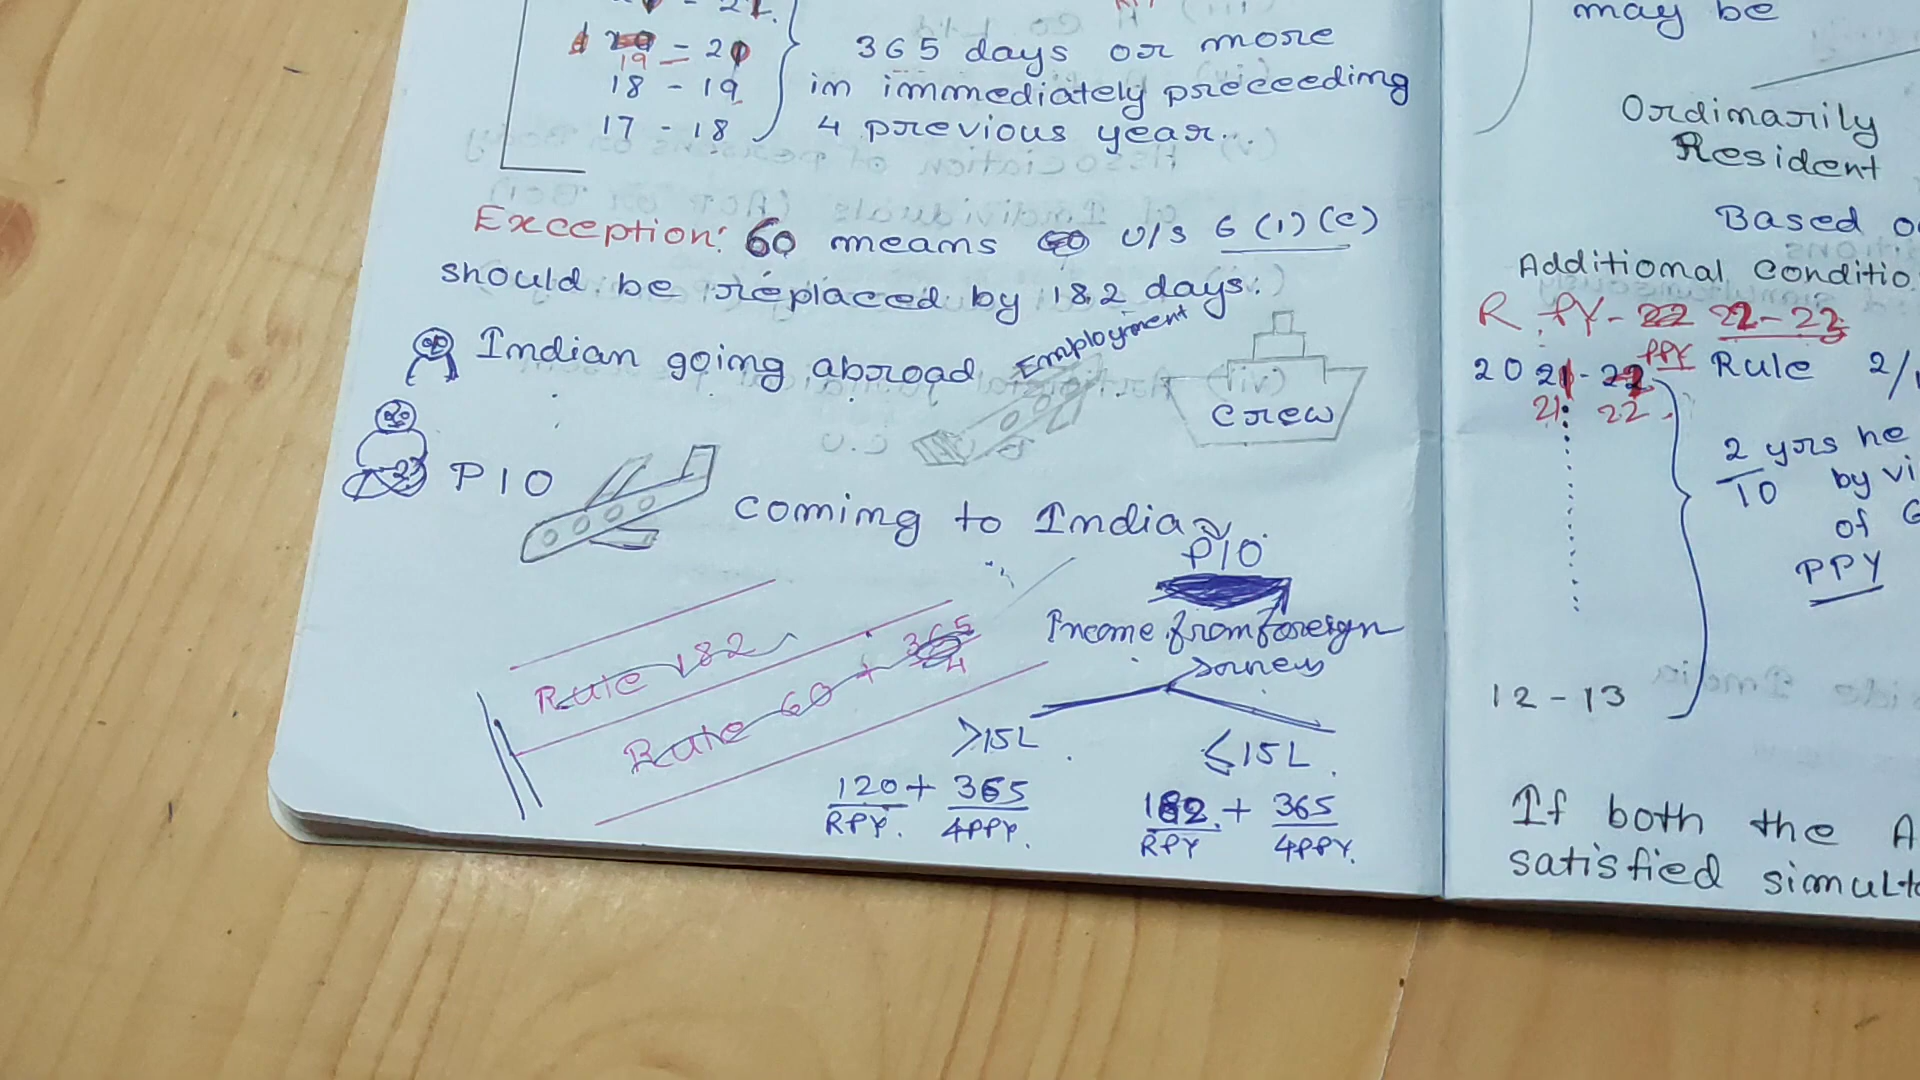 19 - 20
18 - 19
17 - 18
365 days or more
in immediately preceeding
4 previous year.
Exception: 60 means 60 U/S 6 (1) (c)
should be replaced by 182 days.
Indian going abroad
Employment
Crew
PIO
coming to India
PIO
Income from foreign
sources
>15L
≤15L
120 + 365
RPY. 4PPY.
182 + 365
RPY 4PPY.
Rule 182
Rule 60 + 365
4
may be
Ordinarily
Resident
Based
Additional Conditio
R PY - 22 22-23
2021-22 PPY Rule 2/
21 22
2 yrs he
10 by vi
of
PPY
12 - 13
If both the A
satisfied simult